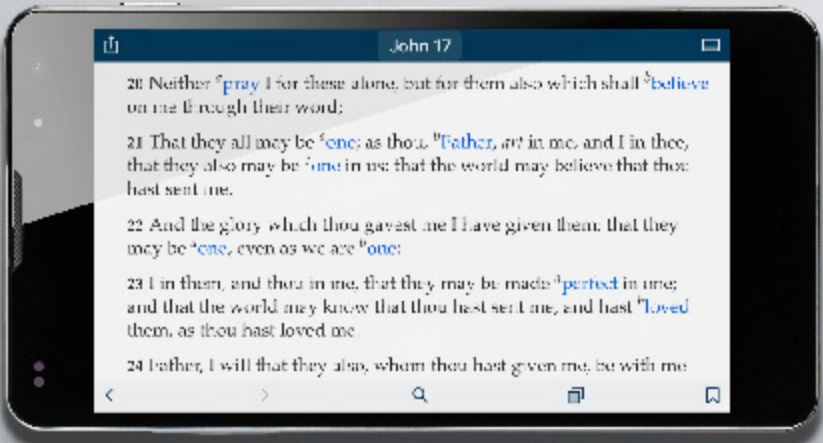 John 17
20 Neither ᵃpray I for these alone, but for them also which shall ᵇbelieve
on me through their word;
21 That they all may be ᵃone; as thou, ᵇFather, art in me, and I in thee,
that they also may be ᶜone in us: that the world may believe that thou
hast sent me.
22 And the glory which thou gavest me I have given them; that they
may be ᵃone, even as we are ᵇone:
23 I in them, and thou in me, that they may be made ᵃperfect in one;
and that the world may know that thou hast sent me, and hast ᵇloved
them, as thou hast loved me.
24 Father, I will that they also, whom thou hast given me, be with me